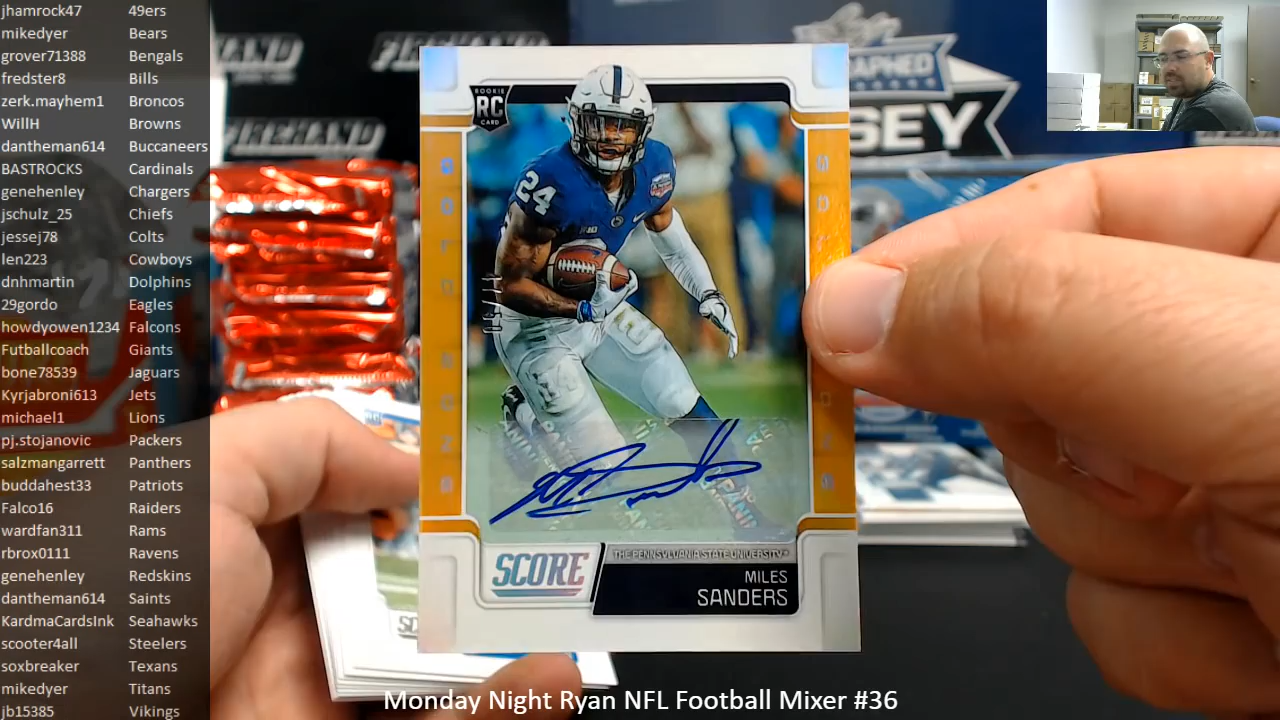 jhamrock47 49ers
mikedyer Bears
grover71388 Bengals
fredster8 Bills
zerk.mayhem1 Broncos
WillH Browns
dantheman614 Buccaneers
BASTROCKS Cardinals
genehenley Chargers
jschulz_25 Chiefs
jessej78 Colts
len223 Cowboys
dnhmartin Dolphins
29gordo Eagles
howdyowen1234 Falcons
Futballcoach Giants
bone78539 Jaguars
Kyrjabroni613 Jets
michael1 Lions
pj.stojanovic Packers
salzmangarrett Panthers
buddahest33 Patriots
Falco16 Raiders
wardfan311 Rams
rbrox0111 Ravens
genehenley Redskins
dantheman614 Saints
KardmaCardsInk Seahawks
scooter4all Steelers
soxbreaker Texans
mikedyer Titans
jb15385 Vikings
ROOKIE
RC
CARD
24
SCORE
THE PENNSYLVANIA STATE UNIVERSITY
MILES
SANDERS
Monday Night Ryan NFL Football Mixer #36